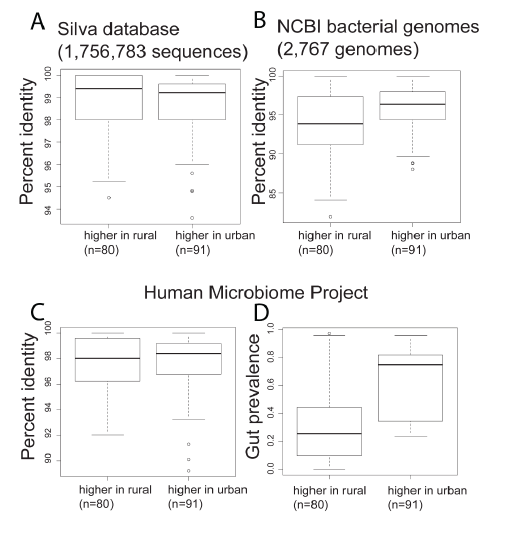 A
Silva database
(1,756,783 sequences)
Percent identity
100
99
98
97
96
95
94
higher in rural
(n=80)
higher in urban
(n=91)
B
NCBI bacterial genomes
(2,767 genomes)
Percent identity
100
95
90
85
higher in rural
(n=80)
higher in urban
(n=91)
Human Microbiome Project
C
Percent identity
100
98
96
94
92
90
higher in rural
(n=80)
higher in urban
(n=91)
D
Gut prevalence
1.0
0.8
0.6
0.4
0.2
0.0
higher in rural
(n=80)
higher in urban
(n=91)